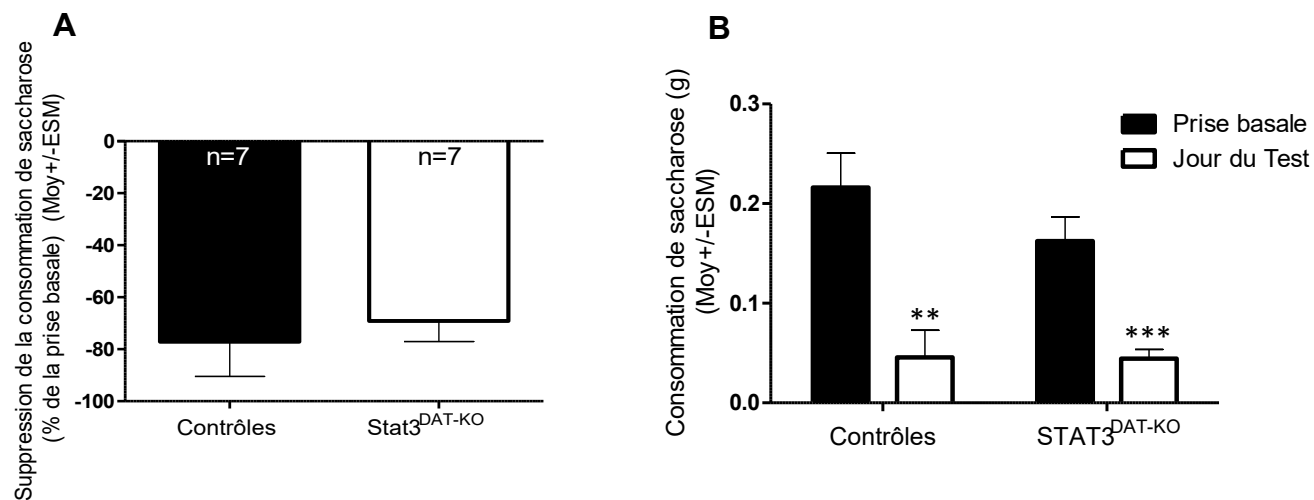 A
Suppression de la consommation de saccharose
(% de la prise basale) (Moy+/-ESM)
0
-20
-40
-60
-80
-100
n=7
n=7
Contrôles
Stat3DAT-KO
B
Consommation de saccharose (g)
(Moy+/-ESM)
0.3
0.2
0.1
0.0
**
***
Contrôles
STAT3DAT-KO
Prise basale
Jour du Test